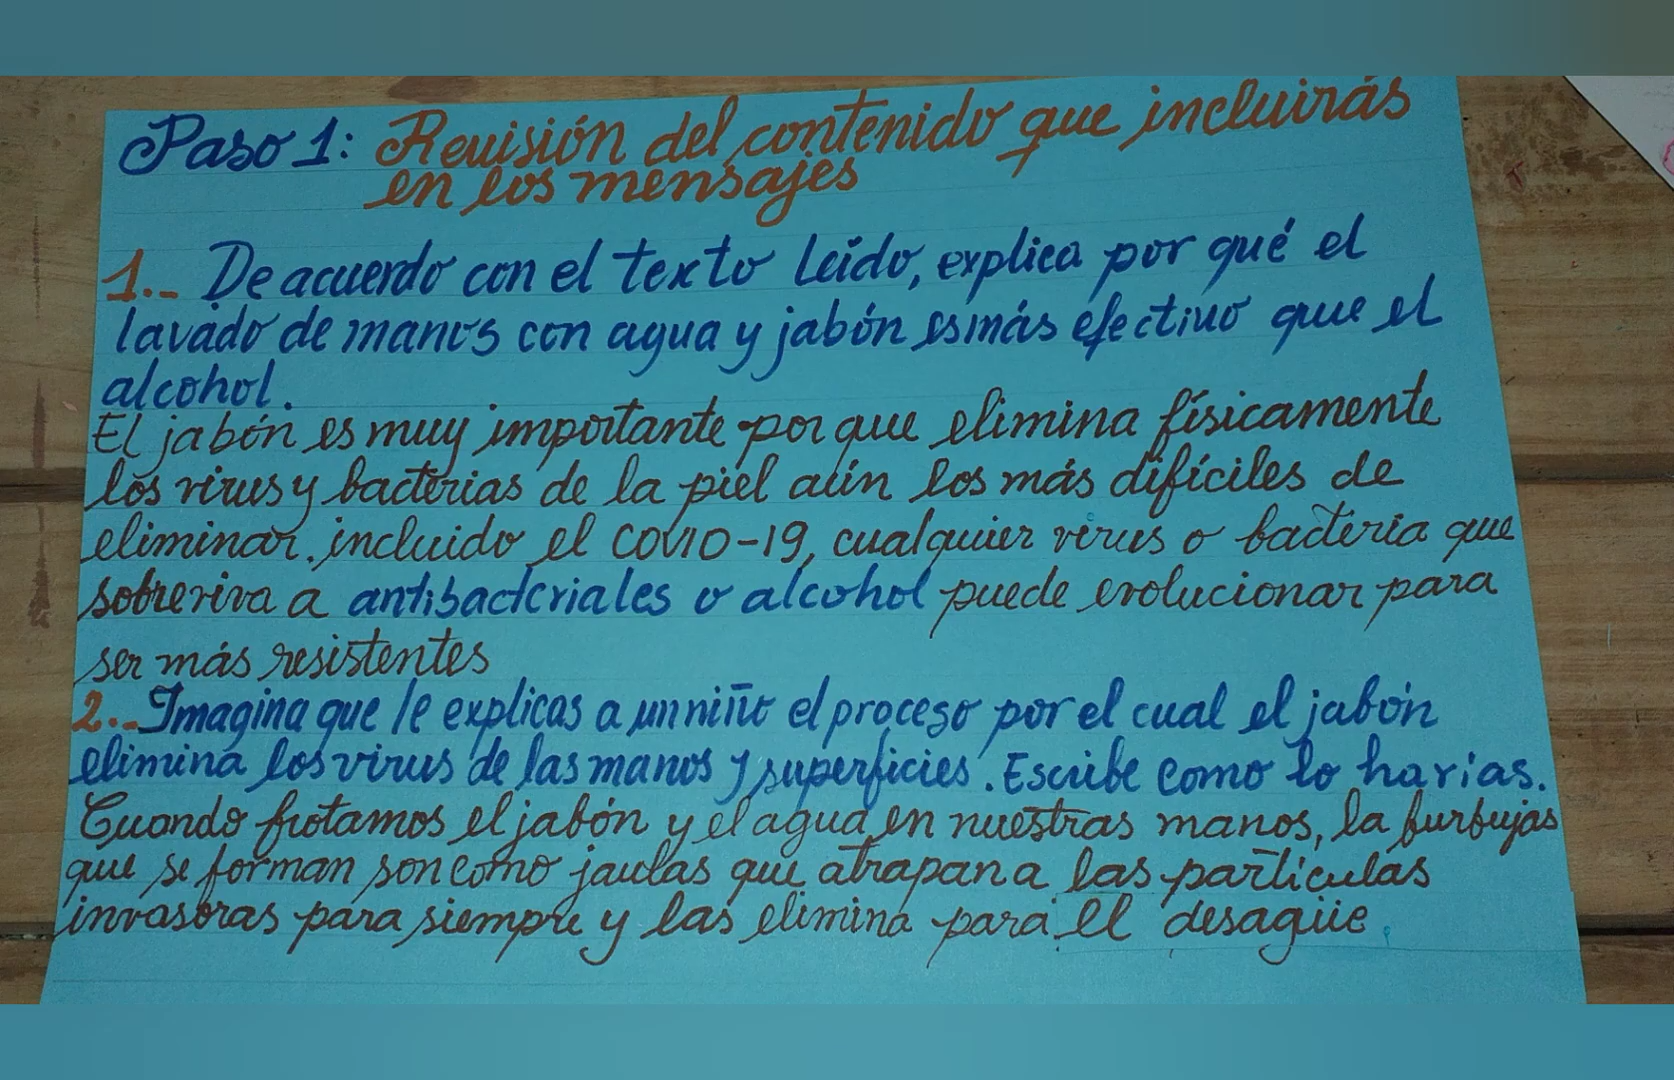 Paso 1: Revisión del contenido que incluirás
en los mensajes
1._ De acuerdo con el texto leído, explica por qué el
lavado de manos con agua y jabón es más efectivo que el
alcohol.
El jabón es muy importante porque elimina físicamente
los virus y bacterias de la piel aún los más difíciles de
eliminar. incluido el COVID-19, cualquier virus o bacteria que
sobreviva a antibacteriales o alcohol puede evolucionar para
ser más resistentes
2._ Imagina que le explicas a un niño el proceso por el cual el jabón
elimina los virus de las manos y superficies. Escribe como lo harias.
Cuando frotamos el jabón y el agua en nuestras manos, la burbujas
que se forman son como jaulas que atrapan a las partículas
invasoras para siempre y las elimina para el desagüe